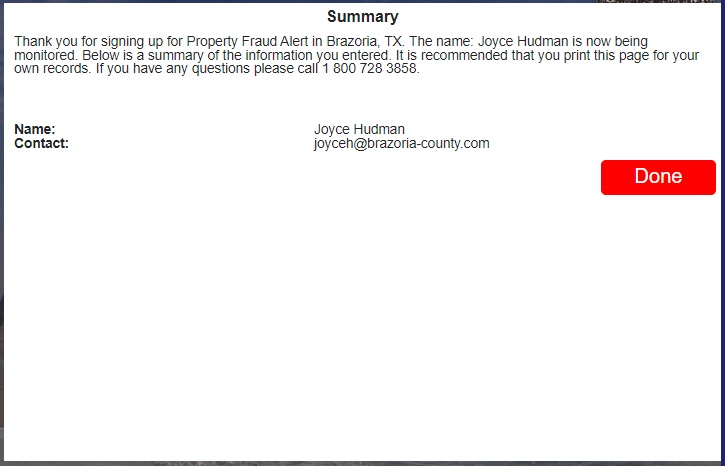 Summary
Thank you for signing up for Property Fraud Alert in Brazoria, TX. The name: Joyce Hudman is now being
monitored. Below is a summary of the information you entered. It is recommended that you print this page for your
own records. If you have any questions please call 1 800 728 3858.
Name: Joyce Hudman
Contact: joyceh@brazoria-county.com
Done